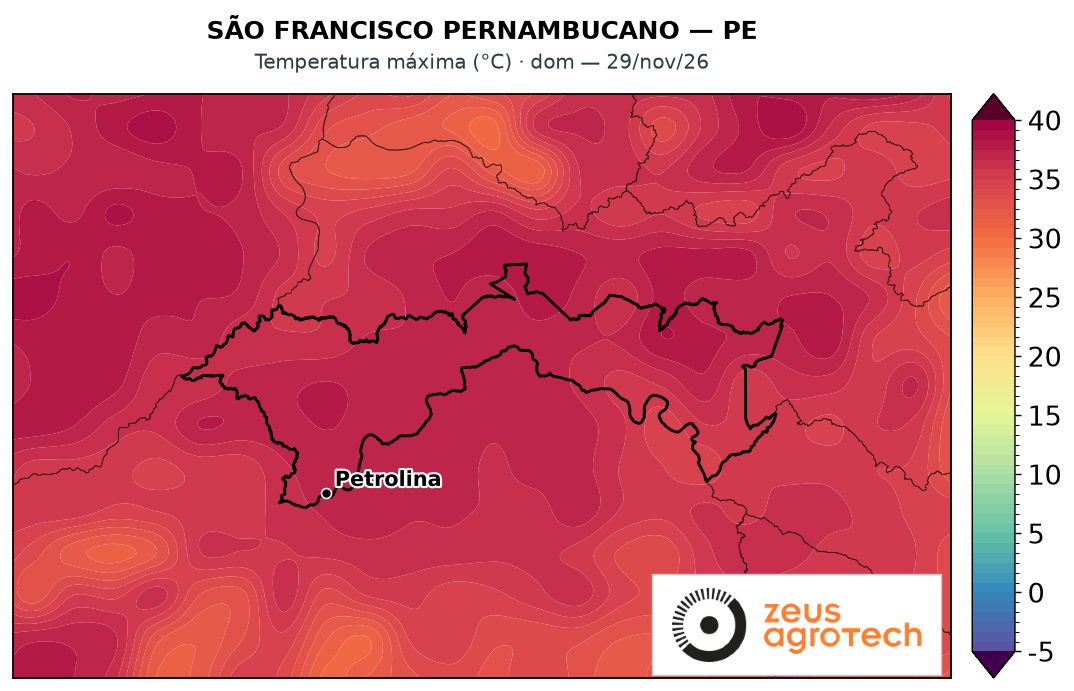 SÃO FRANCISCO PERNAMBUCANO — PE
Temperatura máxima (°C) · dom — 29/nov/26
40
35
30
25
20
15
10
5
0
-5
Petrolina
zeus
agrotech